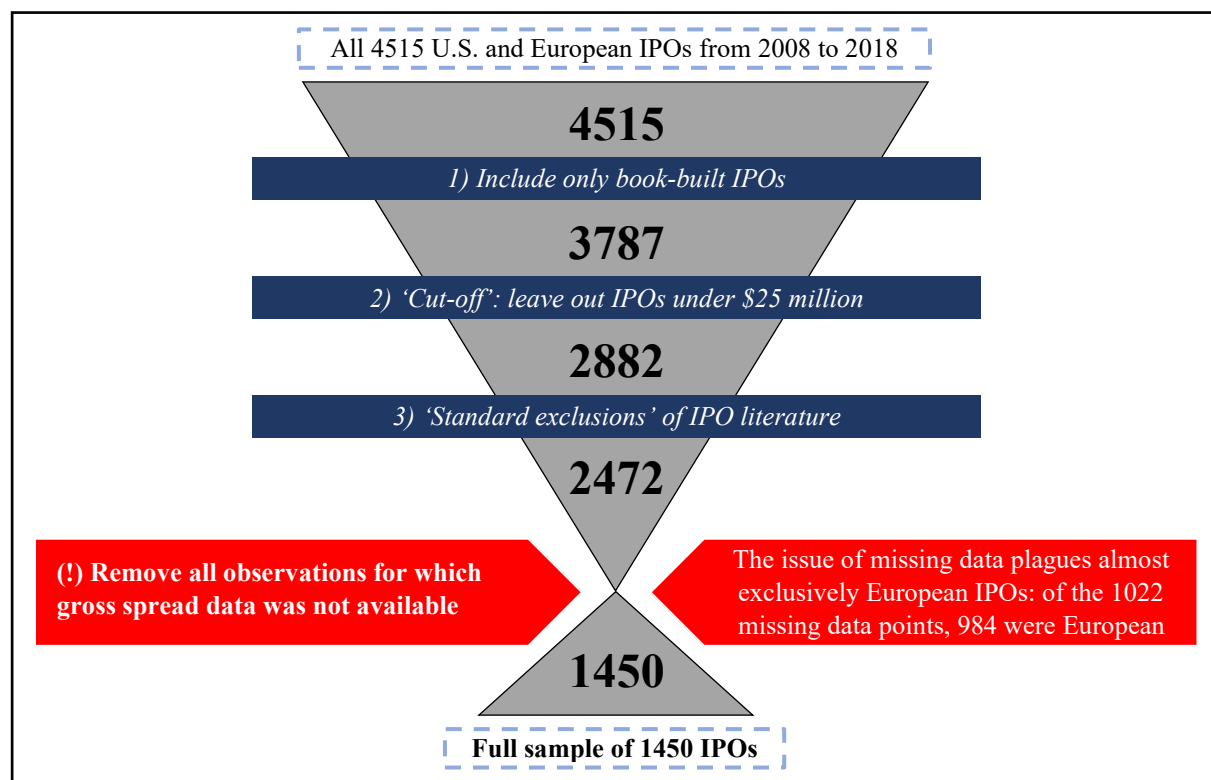 All 4515 U.S. and European IPOs from 2008 to 2018
4515
1) Include only book-built IPOs
3787
2) ‘Cut-off’: leave out IPOs under $25 million
2882
3) ‘Standard exclusions’ of IPO literature
2472
(!) Remove all observations for which
gross spread data was not available
The issue of missing data plagues almost
exclusively European IPOs: of the 1022
missing data points, 984 were European
1450
Full sample of 1450 IPOs